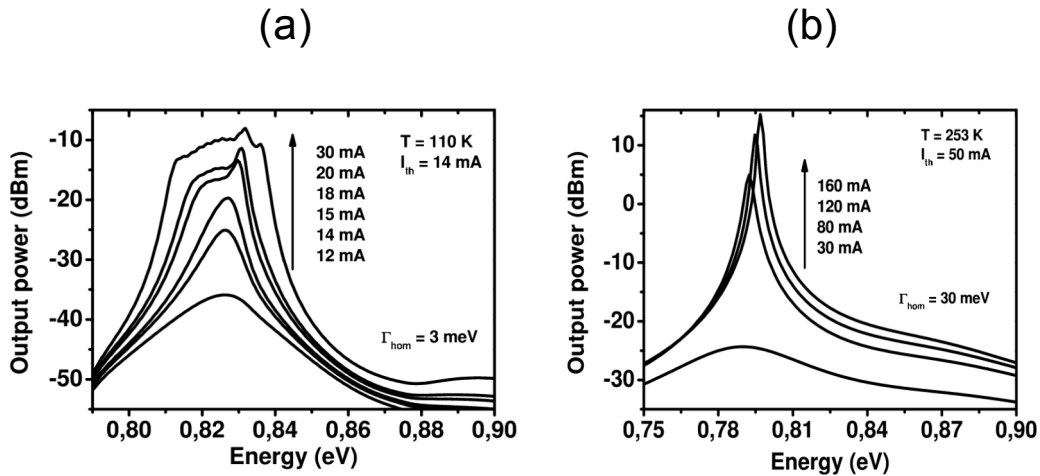 (a)
Output power (dBm)
-10
-20
-30
-40
-50
T = 110 K
I_th = 14 mA
30 mA
20 mA
18 mA
15 mA
14 mA
12 mA
Γ_hom = 3 meV
0,80
0,82
0,84
0,86
0,88
0,90
Energy (eV)
(b)
Output power (dBm)
10
0
-10
-20
-30
T = 253 K
I_th = 50 mA
160 mA
120 mA
80 mA
30 mA
Γ_hom = 30 meV
0,75
0,78
0,81
0,84
0,87
0,90
Energy (eV)